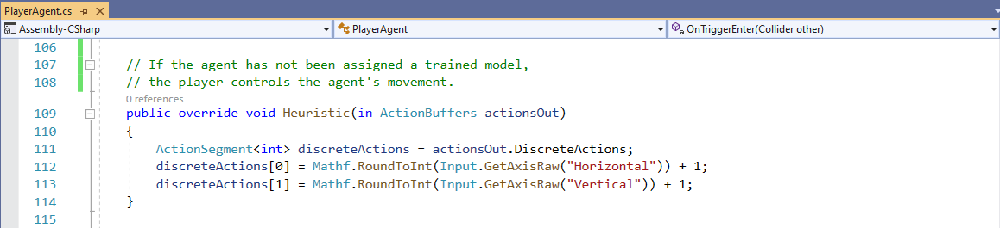 PlayerAgent.cs
Assembly-CSharp PlayerAgent OnTriggerEnter(Collider other)
106
107 // If the agent has not been assigned a trained model,
108 // the player controls the agent's movement.
0 references
109 public override void Heuristic(in ActionBuffers actionsOut)
110 {
111 ActionSegment<int> discreteActions = actionsOut.DiscreteActions;
112 discreteActions[0] = Mathf.RoundToInt(Input.GetAxisRaw("Horizontal")) + 1;
113 discreteActions[1] = Mathf.RoundToInt(Input.GetAxisRaw("Vertical")) + 1;
114 }
115